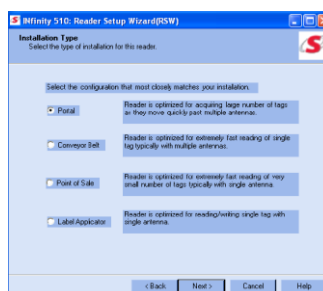 INfinity 510: Reader Setup Wizard(RSW)
Installation Type
Select the type of installation for this reader.
S
Select the configuration that most closely matches your installation.
Portal
Reader is optimized for acquiring large number of tags
as they move quickly past multiple antennas.
Conveyor Belt
Reader is optimized for extremely fast reading of single
tag typically with multiple antennas.
Point of Sale
Reader is optimized for extremely fast reading of very
small number of tags typically with single antenna.
Label Applicator
Reader is optimized for reading/writing single tag with
single antenna.
< Back
Next >
Cancel
Help